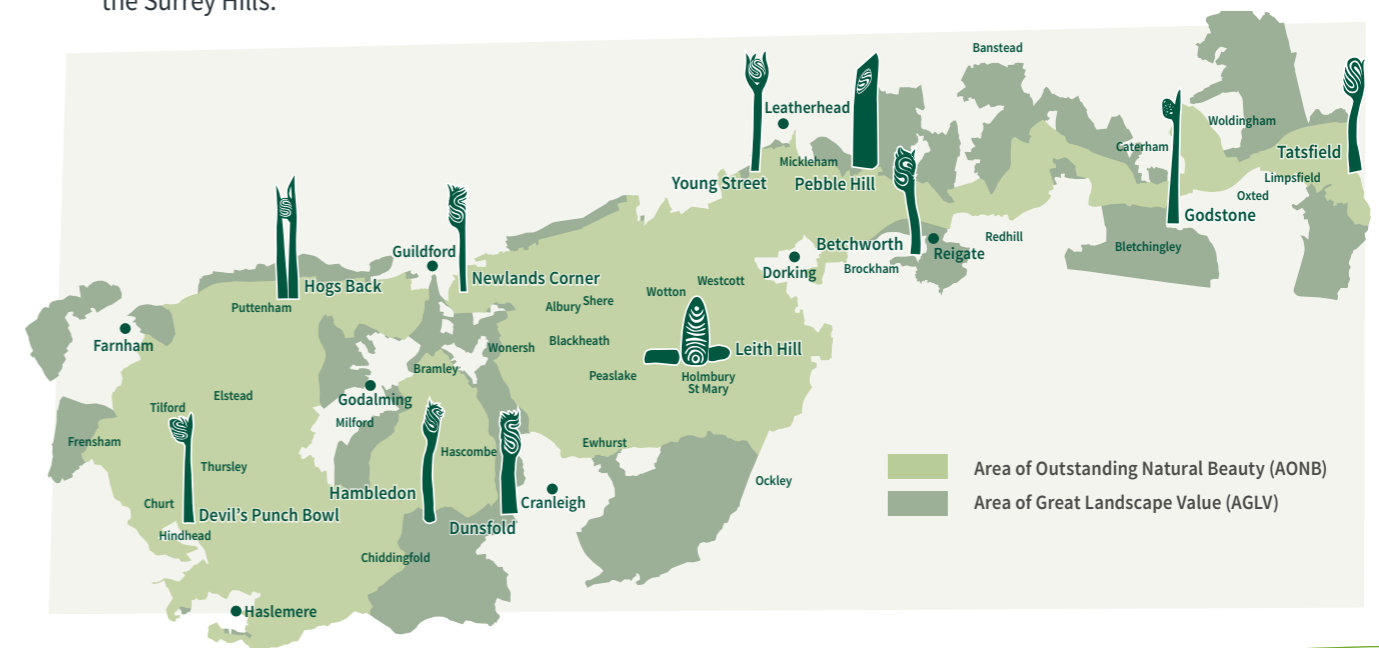 the Surrey Hills.
Banstead
Leatherhead
Woldingham
Caterham
Tatsfield
Mickleham
Young Street
Pebble Hill
Limpsfield
Oxted
Godstone
Betchworth
Redhill
Bletchingley
Reigate
Guildford
Dorking
Brockham
Newlands Corner
Hogs Back
Westcott
Wotton
Shere
Albury
Puttenham
Farnham
Blackheath
Wonersh
Leith Hill
Bramley
Peaslake
Holmbury
St Mary
Elstead
Godalming
Tilford
Milford
Frensham
Ewhurst
Hascombe
Thursley
Area of Outstanding Natural Beauty (AONB)
Ockley
Hambledon
Churt
Cranleigh
Area of Great Landscape Value (AGLV)
Devil's Punch Bowl
Dunsfold
Hindhead
Chiddingfold
Haslemere